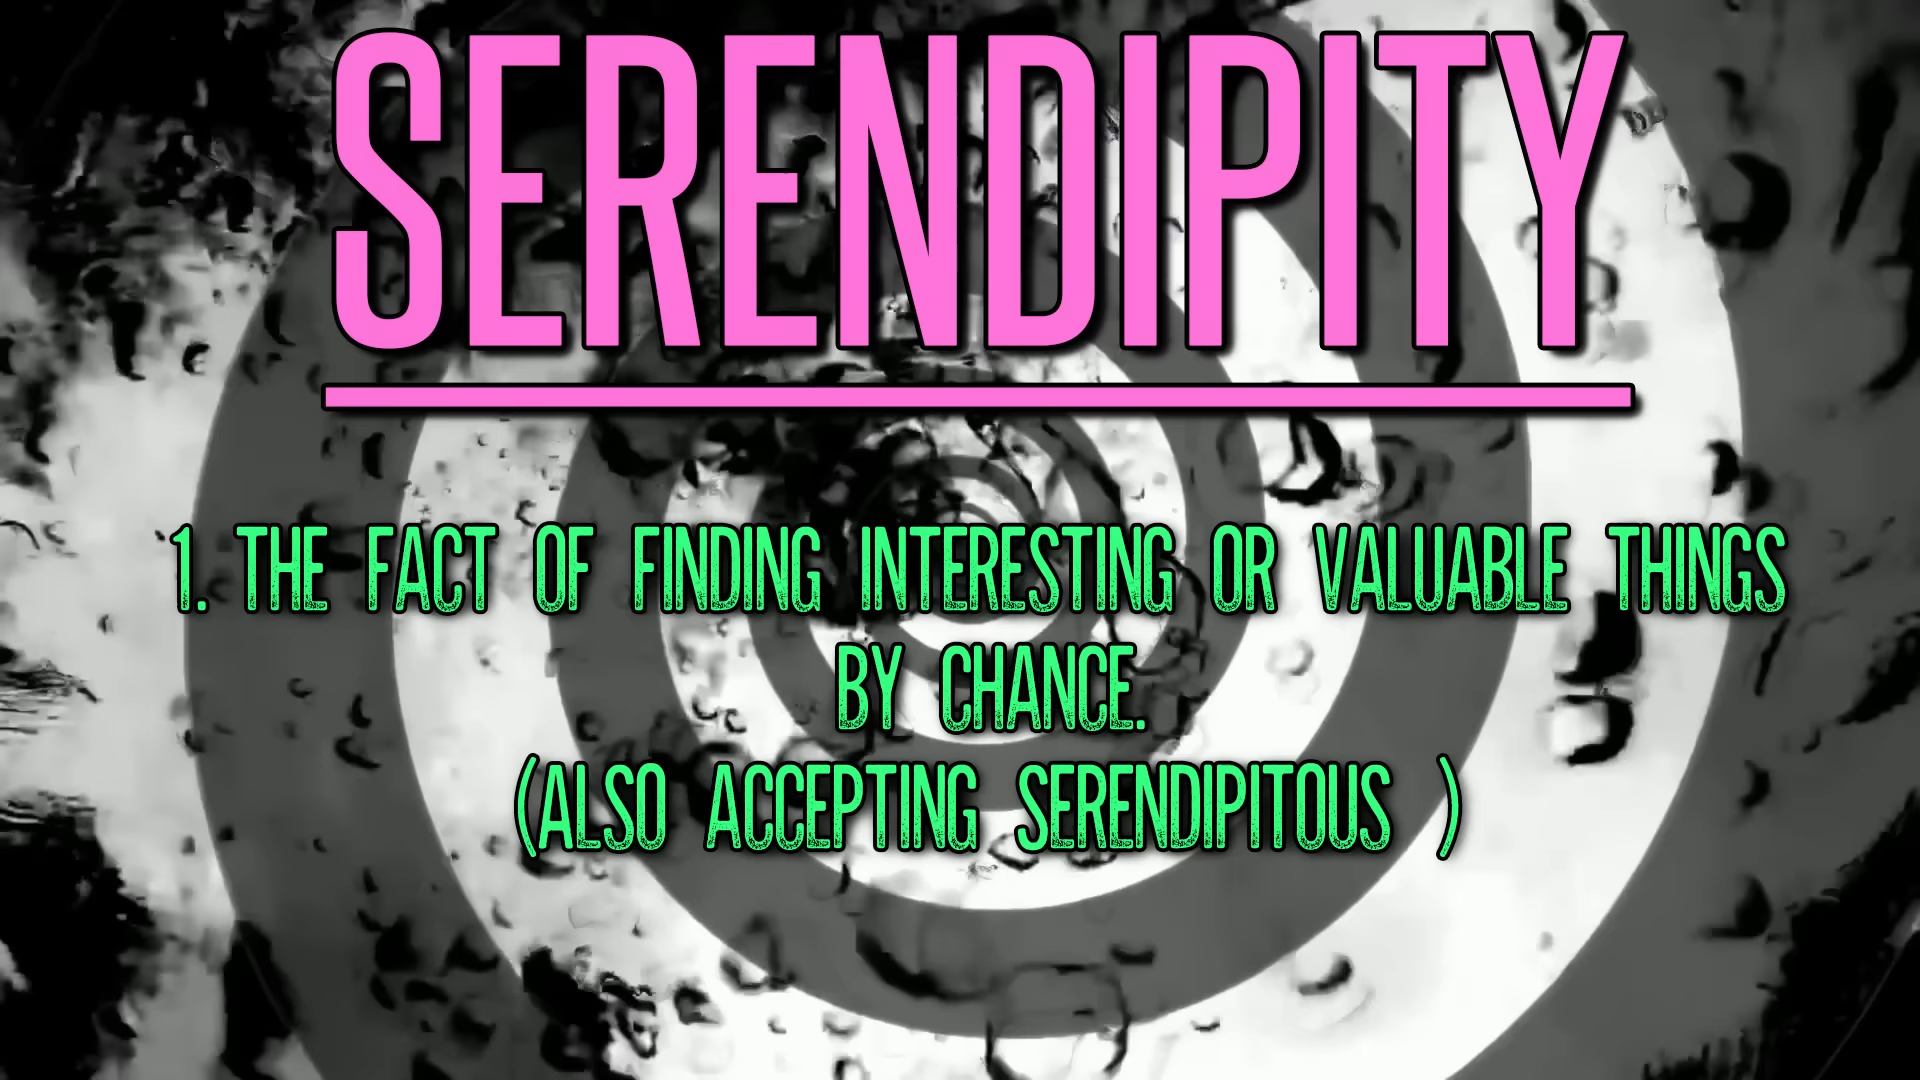 SERENDIPITY
1. THE FACT OF FINDING INTERESTING OR VALUABLE THINGS
BY CHANCE.
(ALSO ACCEPTING SERENDIPITOUS )